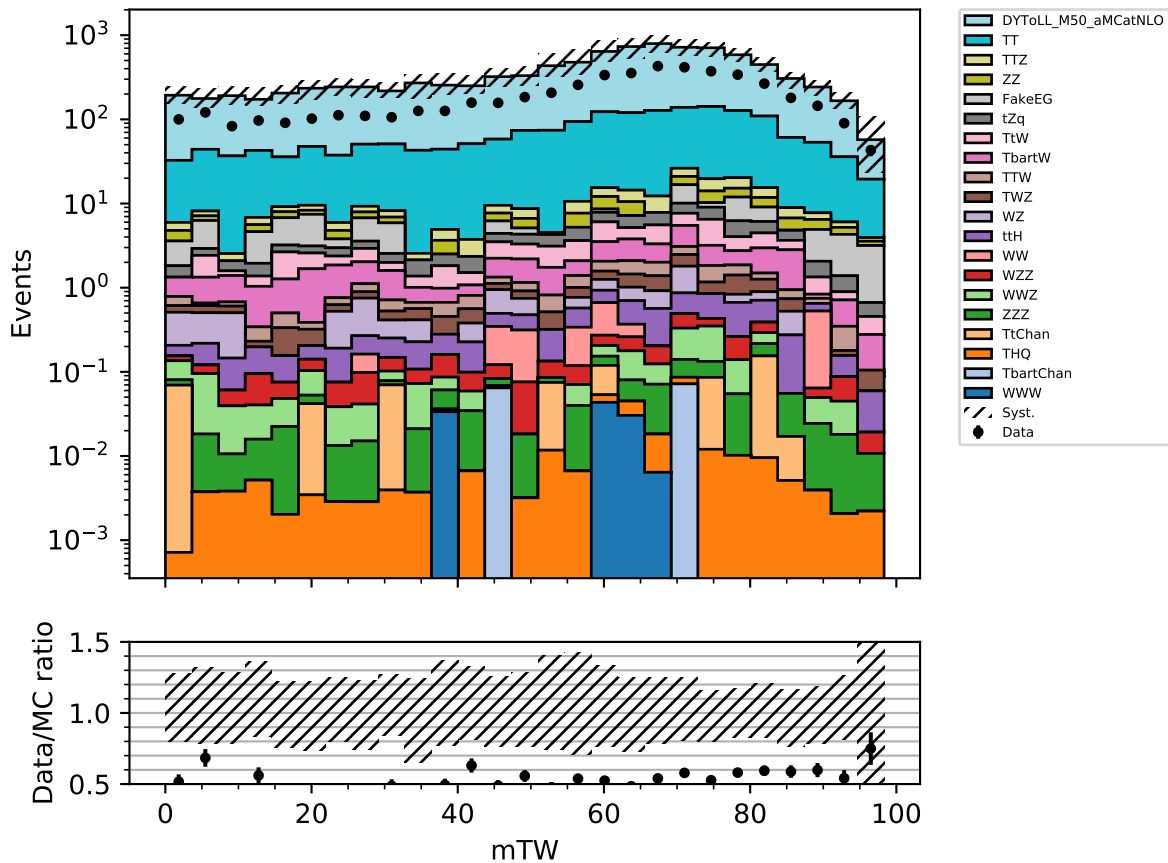 Events
10³
10²
10¹
10⁰
10⁻¹
10⁻²
10⁻³
DYToLL_M50_aMCatNLO
TT
TTZ
ZZ
FakeEG
tZq
TtW
TbartW
TTW
TWZ
WZ
ttH
WW
WZZ
WWZ
ZZZ
TtChan
THQ
TbartChan
WWW
Syst.
Data
Data/MC ratio
1.5
1.0
0.5
0 20 40 60 80 100
mTW